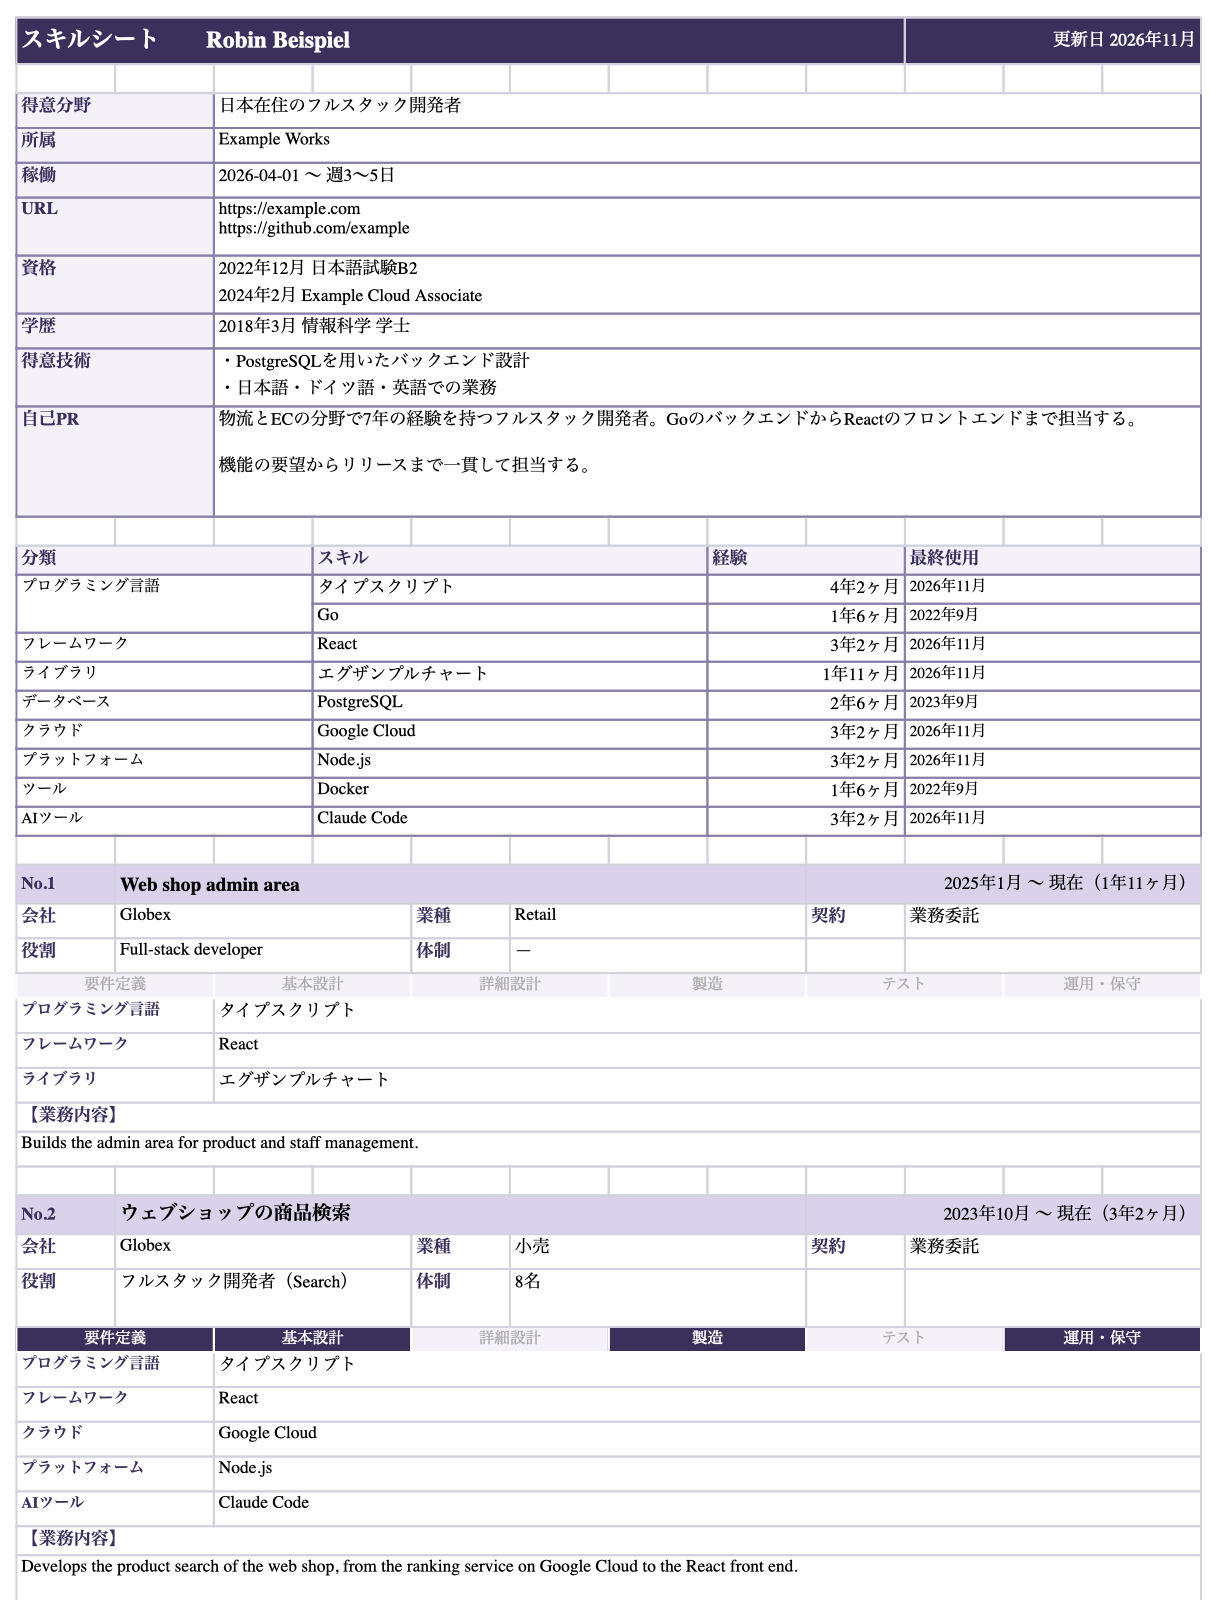 スキルシート Robin Beispiel 更新日 2026年11月
得意分野 日本在住のフルスタック開発者
所属 Example Works
稼働 2026-04-01 〜 週3〜5日
URL https://example.com
https://github.com/example
資格 2022年12月 日本語試験B2
2024年2月 Example Cloud Associate
学歴 2018年3月 情報科学 学士
得意技術 ・PostgreSQLを用いたバックエンド設計
・日本語・ドイツ語・英語での業務
自己PR 物流とECの分野で7年の経験を持つフルスタック開発者。GoのバックエンドからReactのフロントエンドまで担当する。
機能の要望からリリースまで一貫して担当する。
分類 スキル 経験 最終使用
プログラミング言語 タイプスクリプト 4年2ヶ月 2026年11月
Go 1年6ヶ月 2022年9月
フレームワーク React 3年2ヶ月 2026年11月
ライブラリ エグザンプルチャート 1年11ヶ月 2026年11月
データベース PostgreSQL 2年6ヶ月 2023年9月
クラウド Google Cloud 3年2ヶ月 2026年11月
プラットフォーム Node.js 3年2ヶ月 2026年11月
ツール Docker 1年6ヶ月 2022年9月
AIツール Claude Code 3年2ヶ月 2026年11月
No.1 Web shop admin area 2025年1月 〜 現在（1年11ヶ月）
会社 Globex 業種 Retail 契約 業務委託
役割 Full-stack developer 体制 —
要件定義 基本設計 詳細設計 製造 テスト 運用・保守
プログラミング言語 タイプスクリプト
フレームワーク React
ライブラリ エグザンプルチャート
【業務内容】
Builds the admin area for product and staff management.
No.2 ウェブショップの商品検索 2023年10月 〜 現在（3年2ヶ月）
会社 Globex 業種 小売 契約 業務委託
役割 フルスタック開発者（Search） 体制 8名
要件定義 基本設計 詳細設計 製造 テスト 運用・保守
プログラミング言語 タイプスクリプト
フレームワーク React
クラウド Google Cloud
プラットフォーム Node.js
AIツール Claude Code
【業務内容】
Develops the product search of the web shop, from the ranking service on Google Cloud to the React front end.